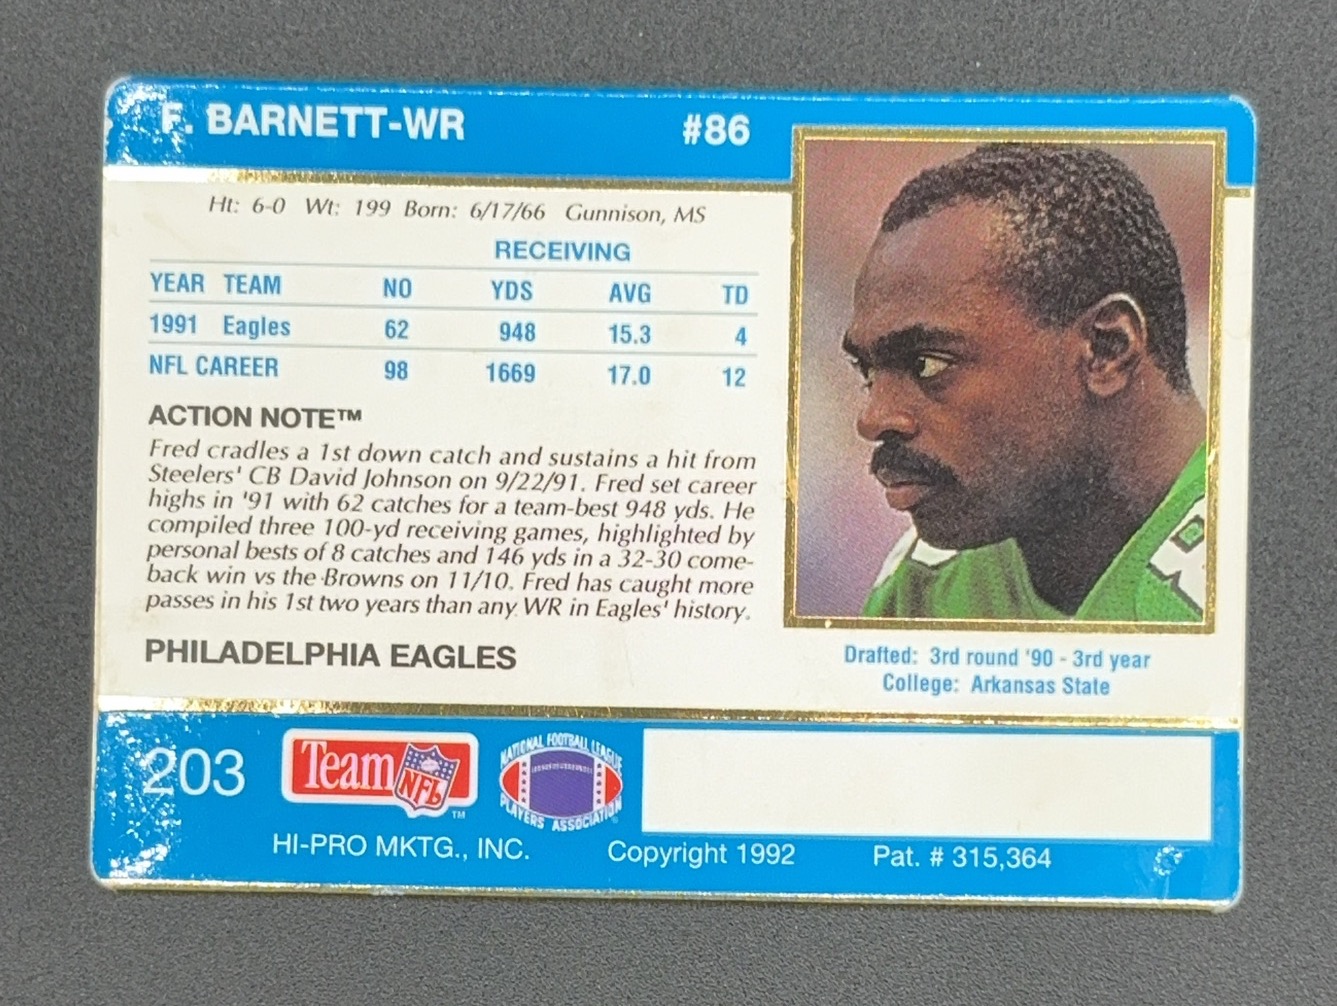 F. BARNETT-WR #86
Ht: 6-0 Wt: 199 Born: 6/17/66 Gunnison, MS
RECEIVING
YEAR TEAM NO YDS AVG TD
1991 Eagles 62 948 15.3 4
NFL CAREER 98 1669 17.0 12
ACTION NOTE™
Fred cradles a 1st down catch and sustains a hit from
Steelers' CB David Johnson on 9/22/91. Fred set career
highs in '91 with 62 catches for a team-best 948 yds. He
compiled three 100-yd receiving games, highlighted by
personal bests of 8 catches and 146 yds in a 32-30 come-
back win vs the Browns on 11/10. Fred has caught more
passes in his 1st two years than any WR in Eagles' history.
PHILADELPHIA EAGLES
Drafted: 3rd round '90 - 3rd year
College: Arkansas State
203
Team NFL™
NATIONAL FOOTBALL LEAGUE
PLAYERS ASSOCIATION®
HI-PRO MKTG., INC. Copyright 1992 Pat. # 315,364